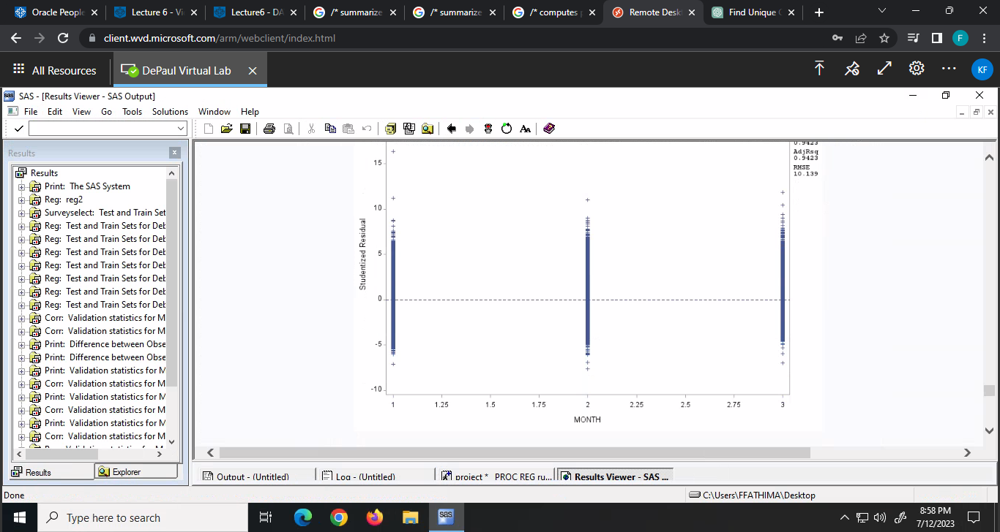 Oracle People
Lecture 6 - Vi
Lecture6 - DA
/* summarize
/* summarize
/* computes p
Remote Desk
Find Unique C
client.wvd.microsoft.com/arm/webclient/index.html
F
All Resources
DePaul Virtual Lab
KF
SAS - [Results Viewer - SAS Output]
File Edit View Go Tools Solutions Window Help
Results
Results
Print: The SAS System
Reg: reg2
Surveyselect: Test and Train Set
Reg: Test and Train Sets for Deb
Reg: Test and Train Sets for Deb
Reg: Test and Train Sets for Deb
Reg: Test and Train Sets for Deb
Reg: Test and Train Sets for Deb
Reg: Test and Train Sets for Deb
Reg: Test and Train Sets for Deb
Corr: Validation statistics for M
Corr: Validation statistics for M
Print: Difference between Obse
Print: Difference between Obse
Print: Validation statistics for M
Corr: Validation statistics for M
Print: Validation statistics for M
Corr: Validation statistics for M
Print: Validation statistics for M
Corr: Validation statistics for M
Results
Explorer
0.9423
AdjRsq
0.9423
RMSE
10.139
Studentized Residual
15
10
5
0
-5
-10
1 1.25 1.5 1.75 2 2.25 2.5 2.75 3
MONTH
Output - (Untitled)
Log - (Untitled)
project * PROC REG ru...
Results Viewer - SAS ...
Done
C:\Users\FFATHIMA\Desktop
Type here to search
sas
8:58 PM
7/12/2023